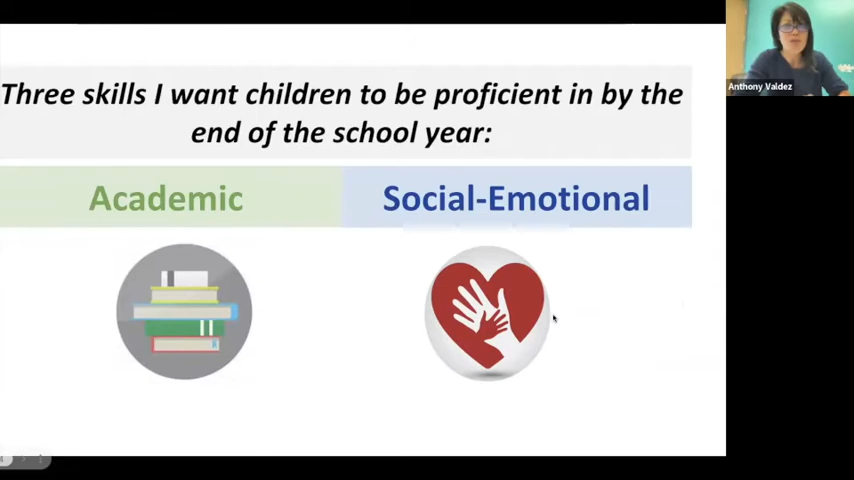 Three skills I want children to be proficient in by the
end of the school year:
Academic
Social-Emotional
Anthony Valdez